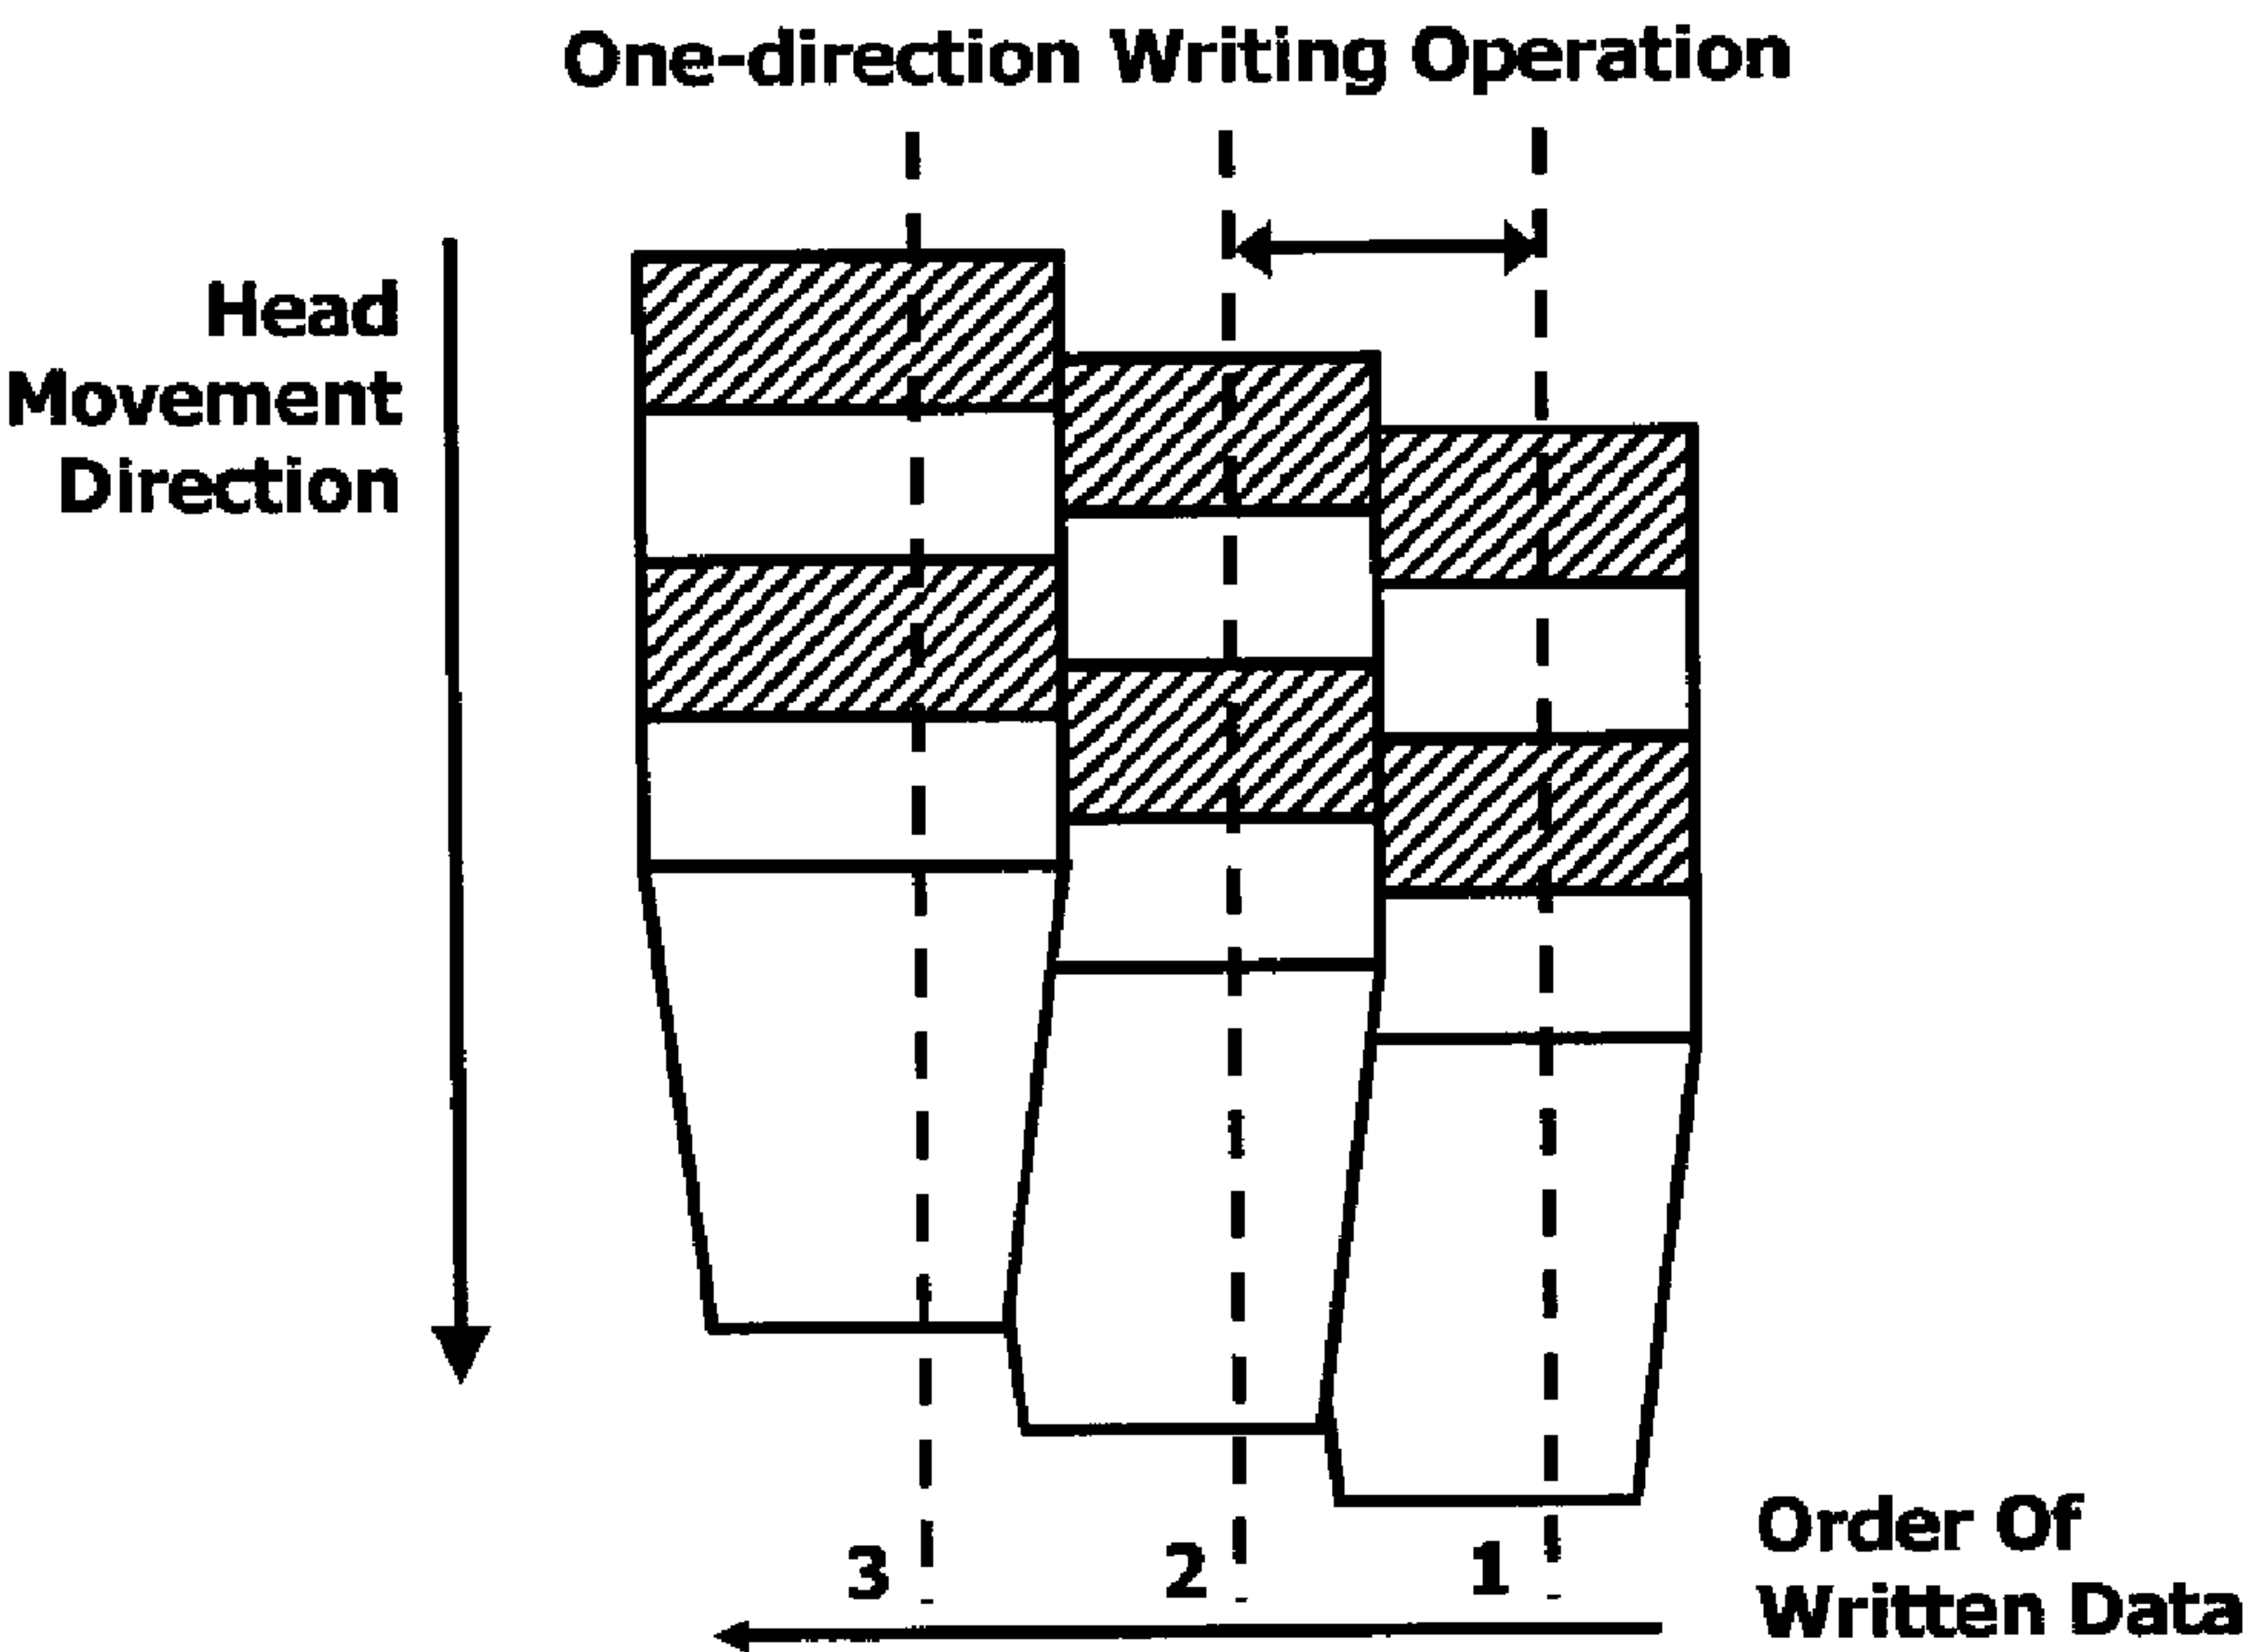 One-direction Writing Operation
Head
Movement
Direction
3 2 1
Order Of
Written Data